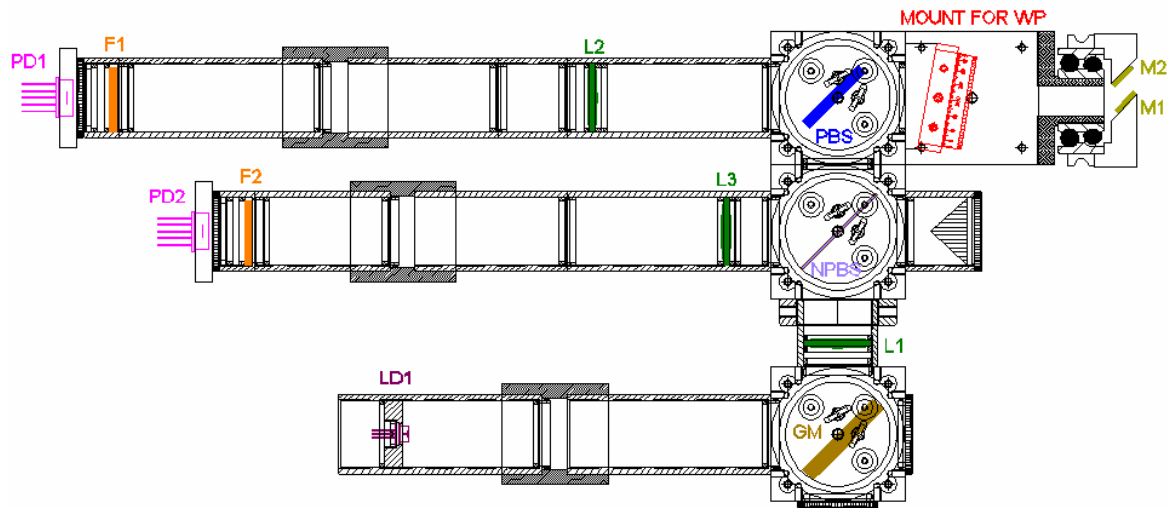 MOUNT FOR WP
F1
L2
PD1
M2
M1
PBS
F2
L3
PD2
NPBS
L1
LD1
GM